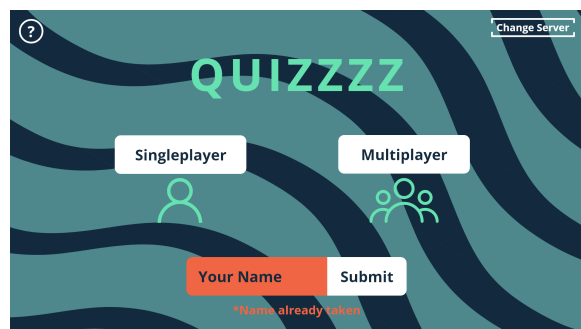 ?
Change Server
QUIZZZZ
Singleplayer
Multiplayer
Your Name
Submit
*Name already taken